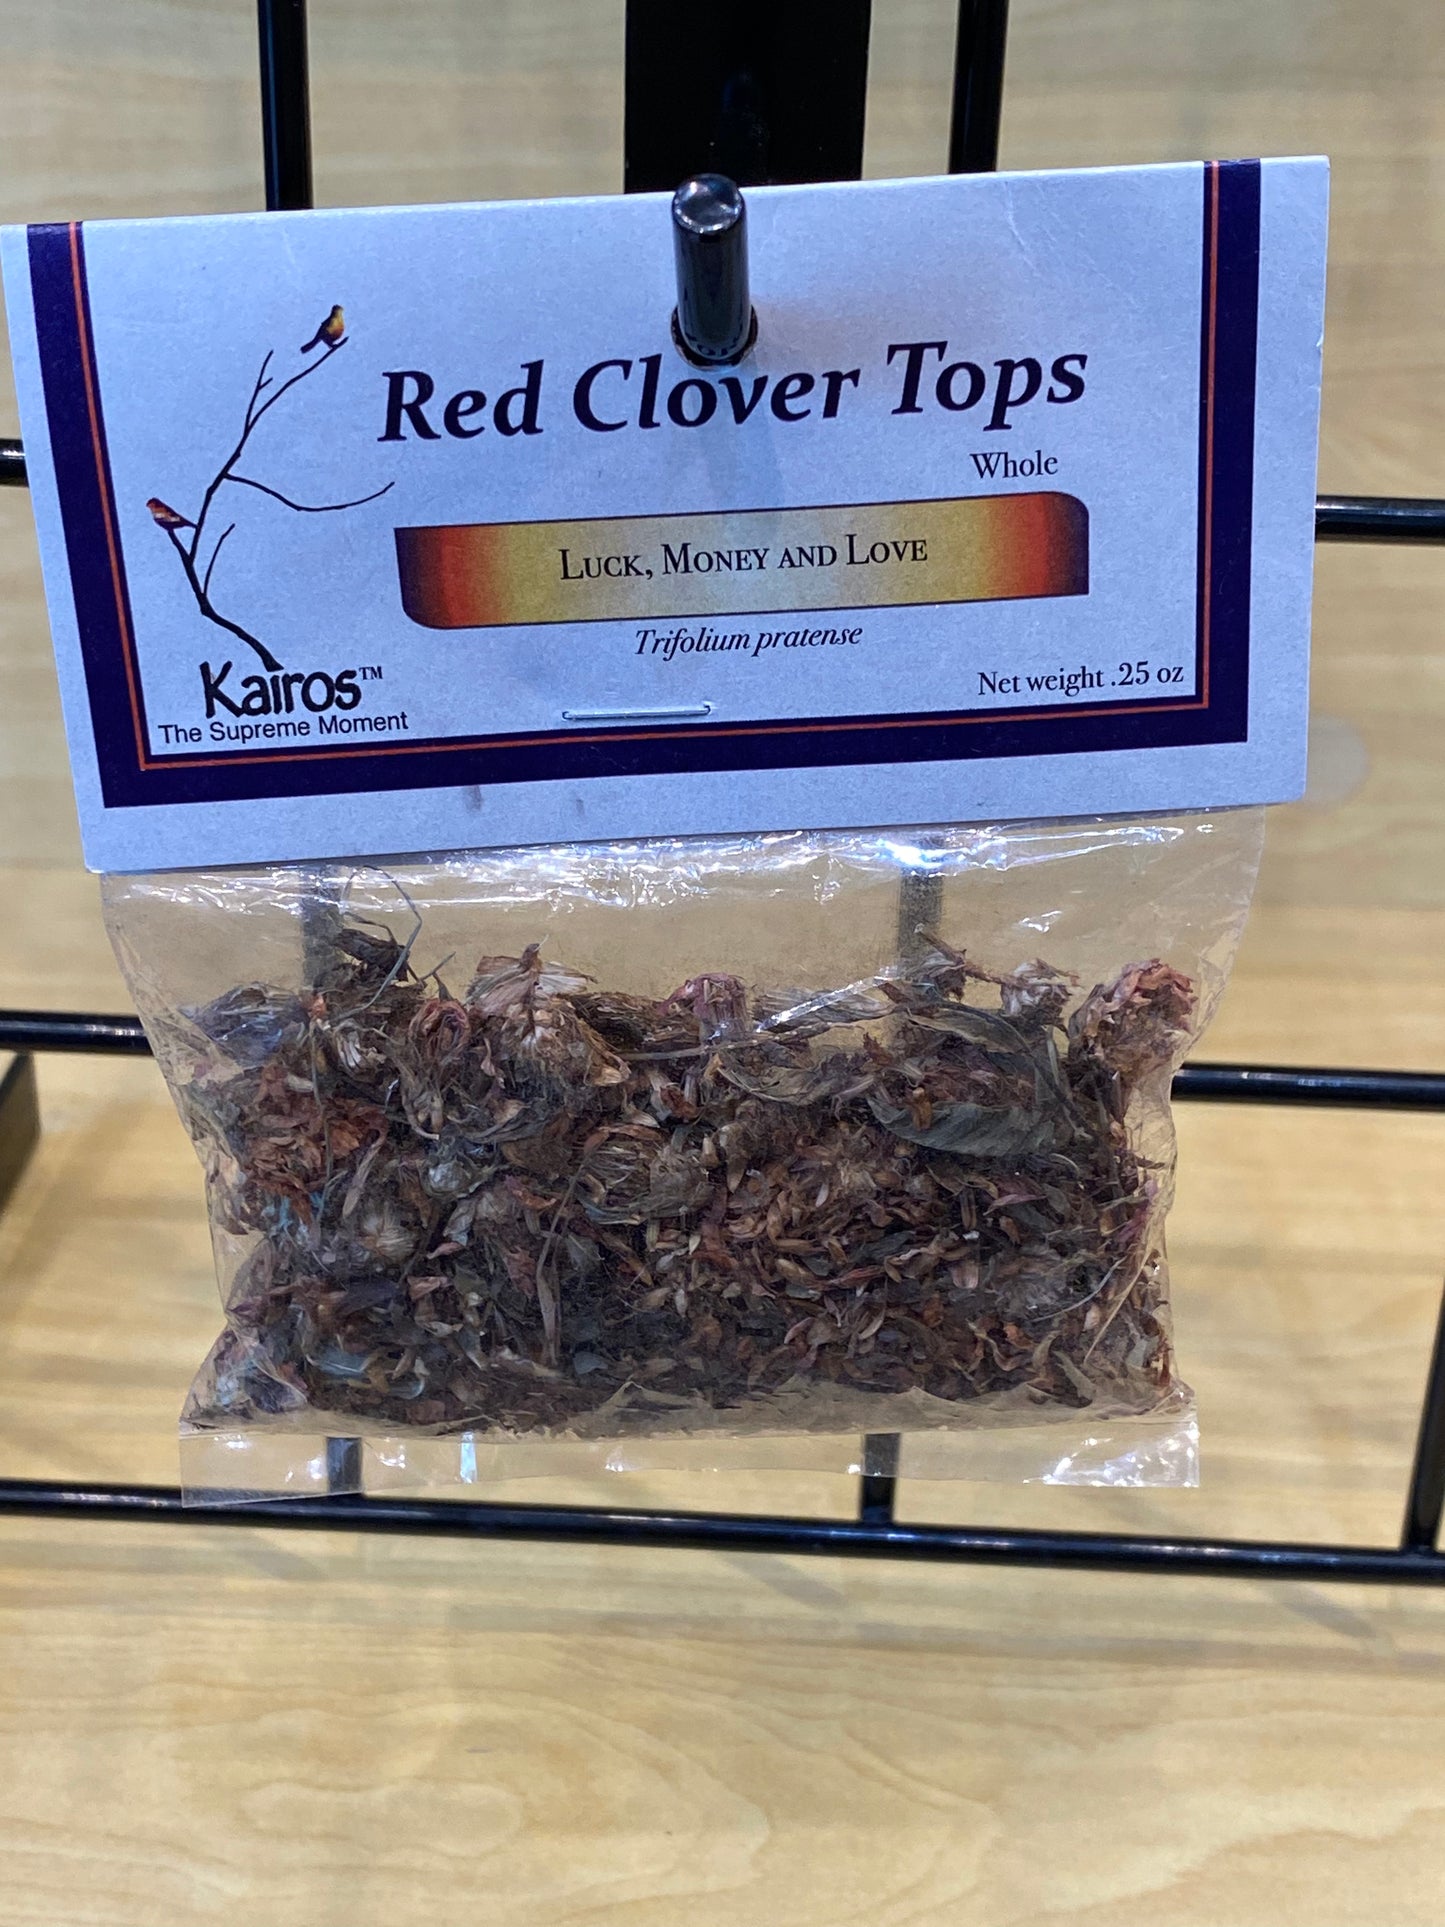 Red Clover Tops
Whole
Luck, Money and Love
Trifolium pratense
Net weight .25 oz
Kairos™
The Supreme Moment